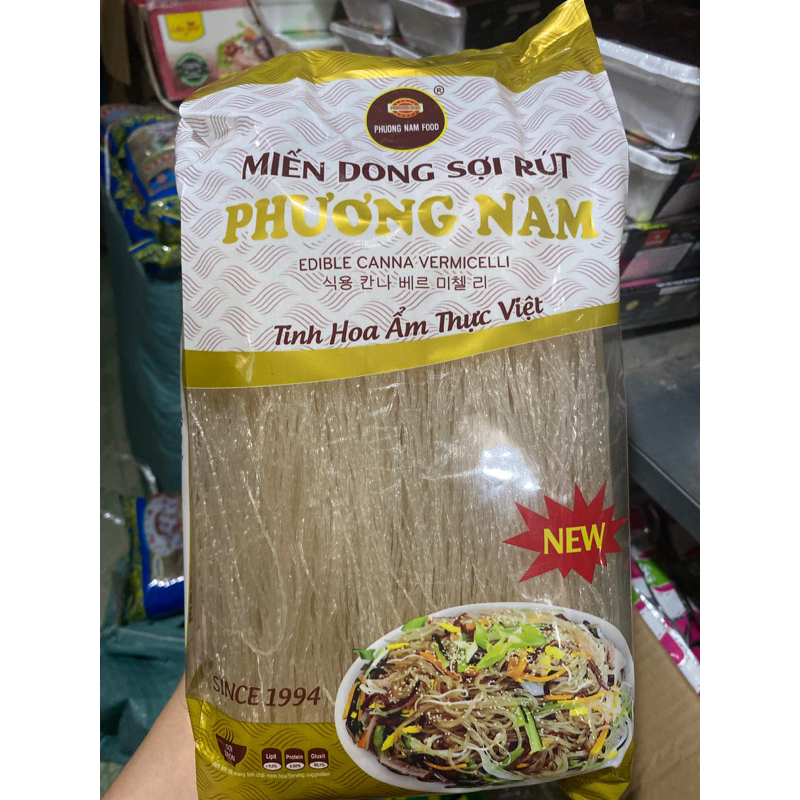 ®
PHUONG NAM FOOD
MIẾN DONG SỢI RÚT
PHƯƠNG NAM
EDIBLE CANNA VERMICELLI
식용 칸나 베르 미첼 리
Tinh Hoa Ẩm Thực Việt
NEW
SINCE 1994
Lipit Protein Gluxit